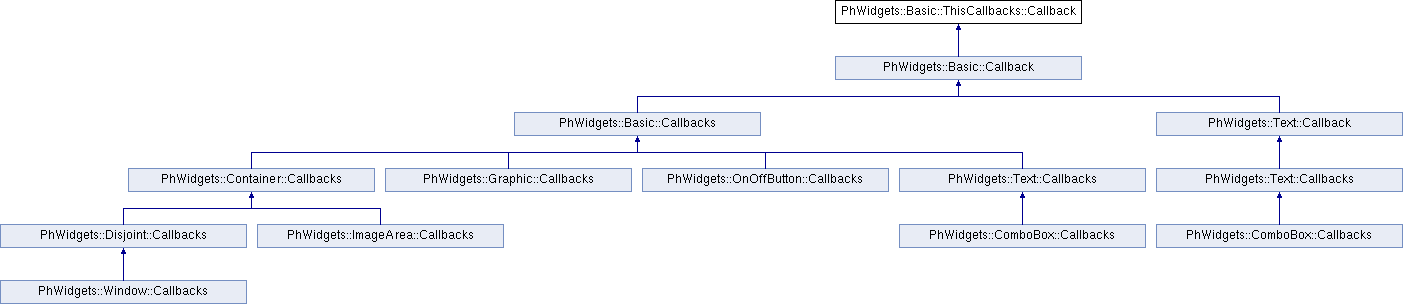 PhWidgets::Basic::ThisCallbacks::Callback
PhWidgets::Basic::Callback
PhWidgets::Basic::Callbacks
PhWidgets::Text::Callback
PhWidgets::Container::Callbacks
PhWidgets::Graphic::Callbacks
PhWidgets::OnOffButton::Callbacks
PhWidgets::Text::Callbacks
PhWidgets::Text::Callbacks
PhWidgets::Disjoint::Callbacks
PhWidgets::ImageArea::Callbacks
PhWidgets::ComboBox::Callbacks
PhWidgets::ComboBox::Callbacks
PhWidgets::Window::Callbacks